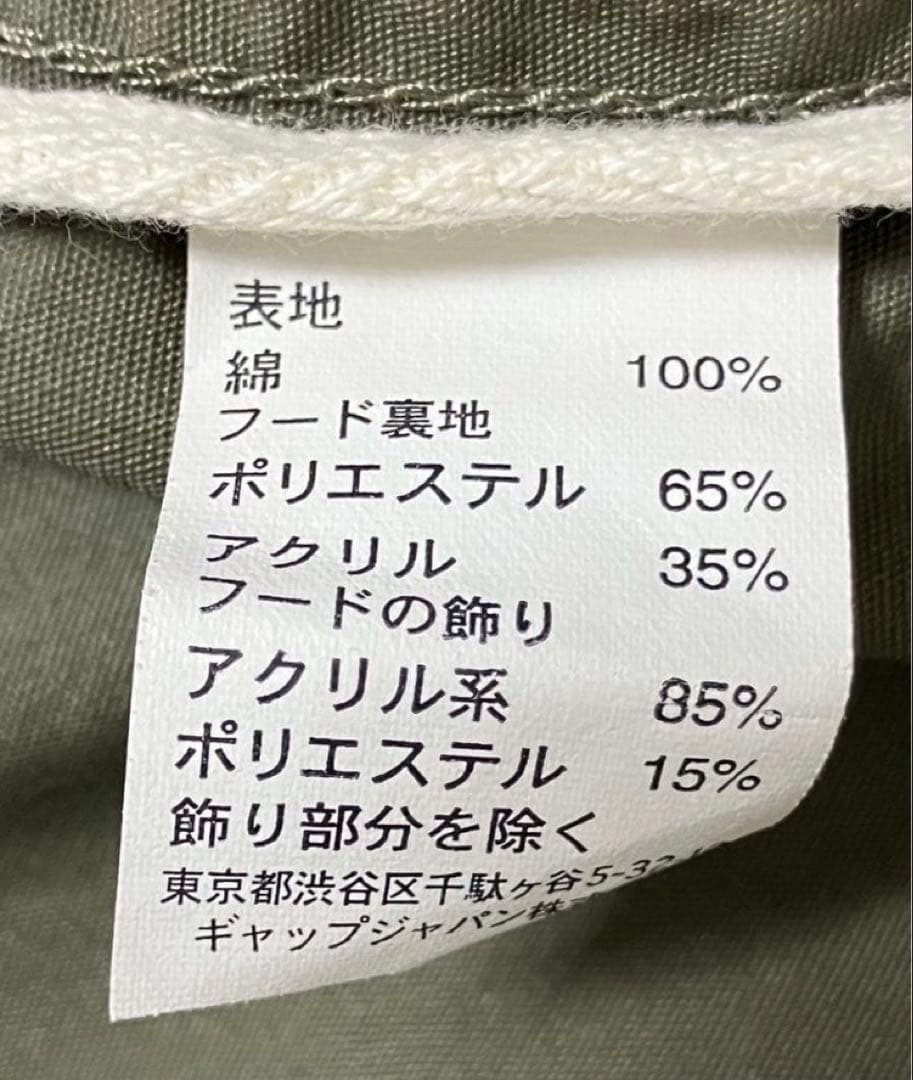 表地
綿 100%
フード裏地
ポリエステル 65%
アクリル 35%
フードの飾り
アクリル系 85%
ポリエステル 15%
飾り部分を除く
東京都渋谷区千駄ヶ谷5-32
ギャップジャパン株